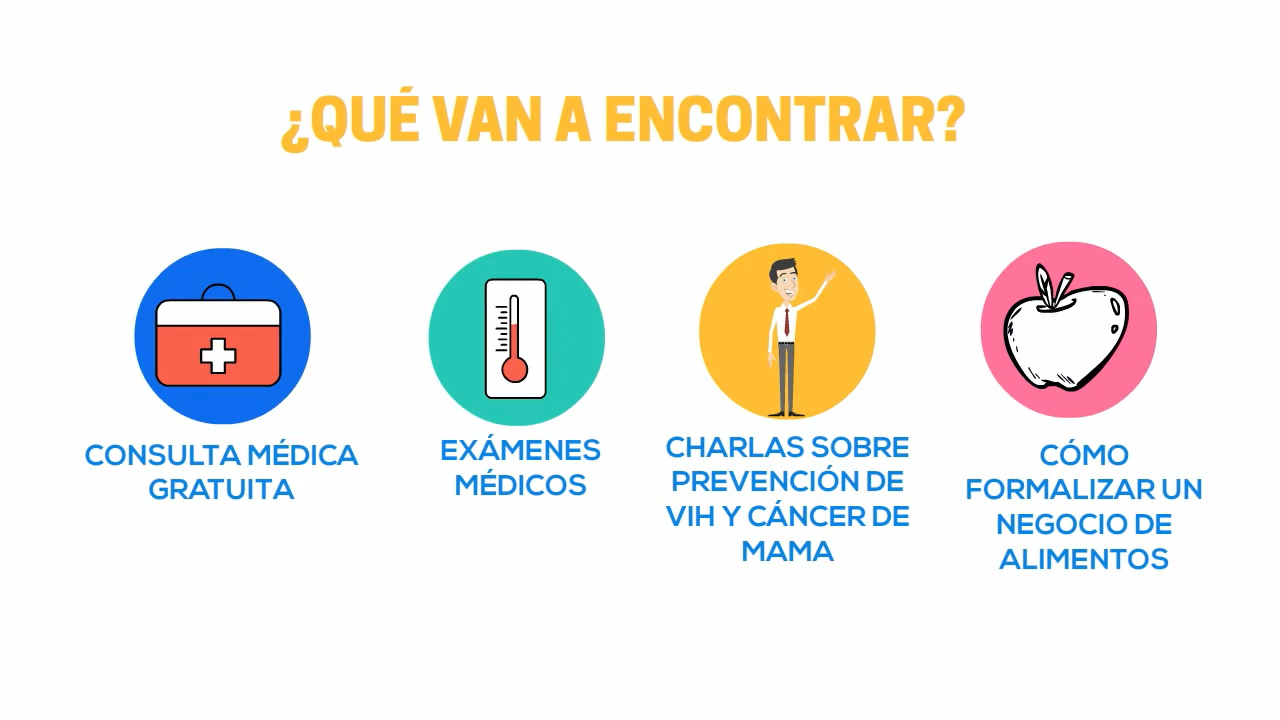 ¿QUÉ VAN A ENCONTRAR?
CONSULTA MÉDICA
GRATUITA
EXÁMENES
MÉDICOS
CHARLAS SOBRE
PREVENCIÓN DE
VIH Y CÁNCER DE
MAMA
CÓMO
FORMALIZAR UN
NEGOCIO DE
ALIMENTOS